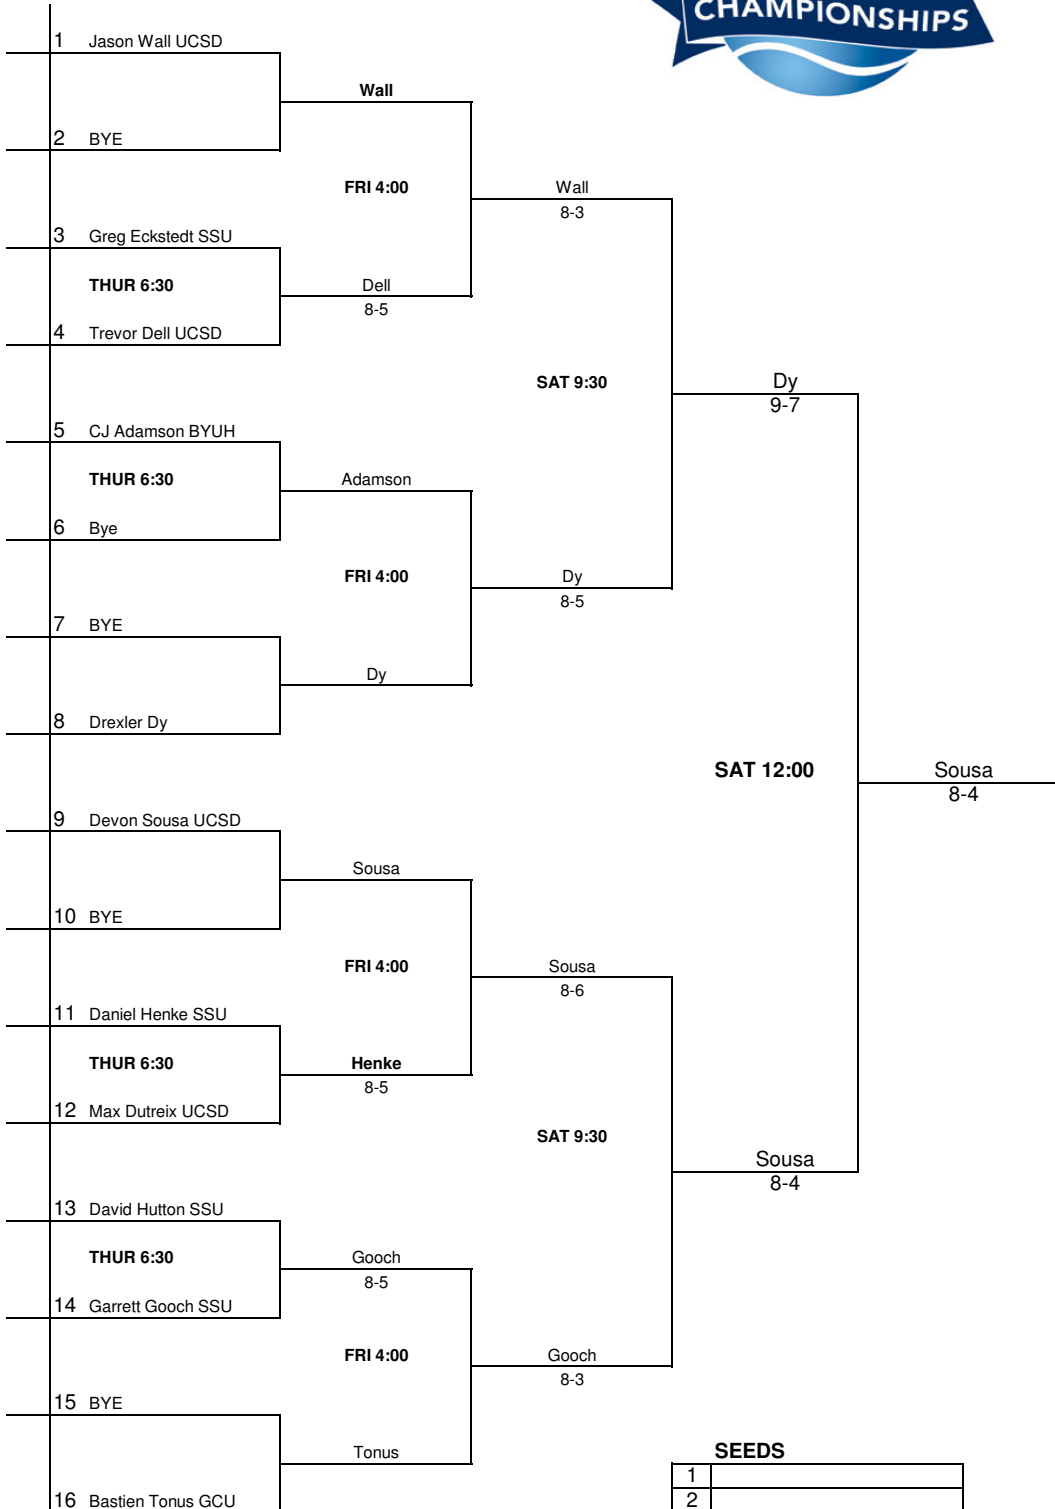 CHAMPIONSHIPS
1 Jason Wall UCSD
Wall
2 BYE
FRI 4:00
Wall
8-3
3 Greg Eckstedt SSU
THUR 6:30
Dell
8-5
4 Trevor Dell UCSD
SAT 9:30
Dy
9-7
5 CJ Adamson BYUH
THUR 6:30
Adamson
6 Bye
FRI 4:00
Dy
8-5
7 BYE
Dy
8 Drexler Dy
SAT 12:00
Sousa
8-4
9 Devon Sousa UCSD
Sousa
10 BYE
FRI 4:00
Sousa
8-6
11 Daniel Henke SSU
THUR 6:30
Henke
8-5
12 Max Dutreix UCSD
SAT 9:30
Sousa
8-4
13 David Hutton SSU
THUR 6:30
Gooch
8-5
14 Garrett Gooch SSU
FRI 4:00
Gooch
8-3
15 BYE
Tonus
SEEDS
1
16 Bastien Tonus GCU
2